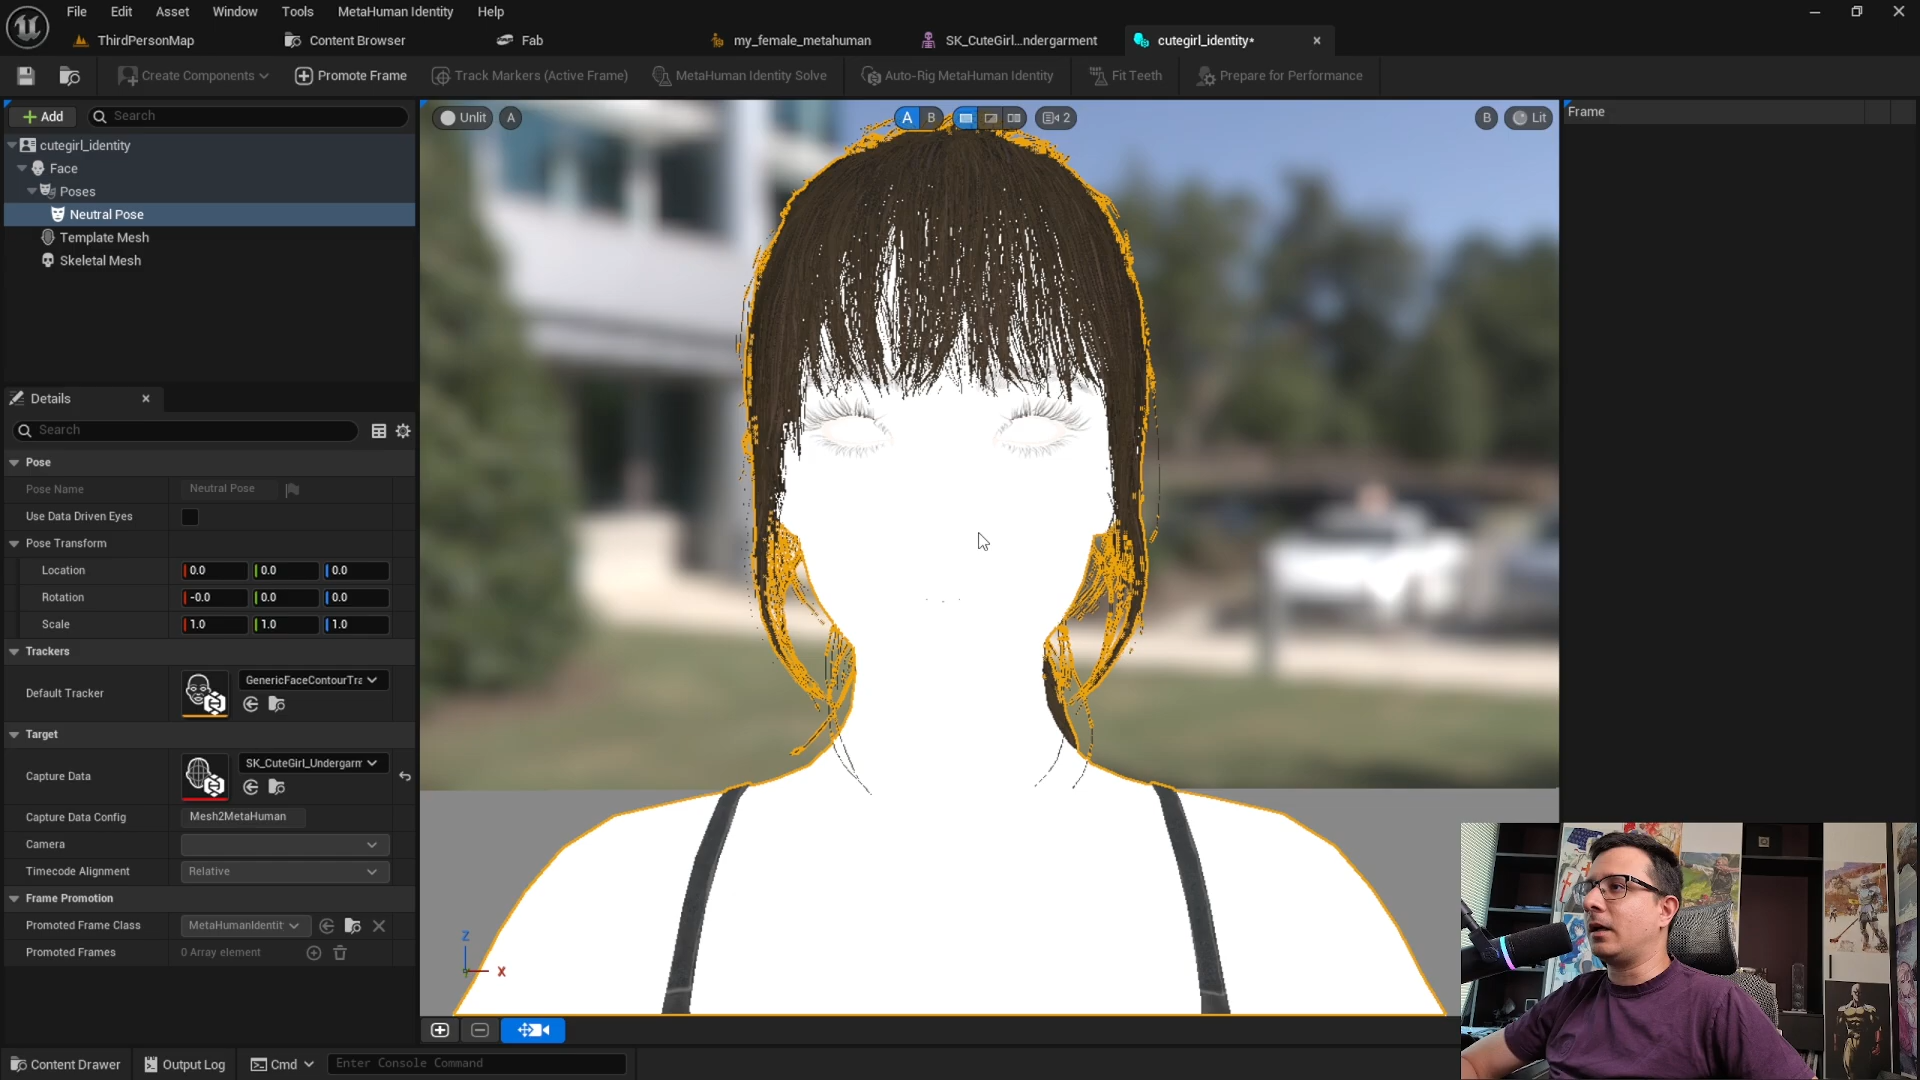 File Edit Asset Window Tools MetaHuman Identity Help
ThirdPersonMap Content Browser Fab my_female_metahuman SK_CuteGirl...ndergarment cutegirl_identity*
Create Components Promote Frame Track Markers (Active Frame) MetaHuman Identity Solve Auto-Rig MetaHuman Identity Fit Teeth Prepare for Performance
Add Search
Unlit A A B 2 B Lit
Frame
cutegirl_identity
Face
Poses
Neutral Pose
Template Mesh
Skeletal Mesh
Details
Search
Pose
Pose Name Neutral Pose
Use Data Driven Eyes
Pose Transform
Location 0.0 0.0 0.0
Rotation -0.0 0.0 0.0
Scale 1.0 1.0 1.0
Trackers
Default Tracker GenericFaceContourTra
Target
Capture Data SK_CuteGirl_Undergarm
Capture Data Config Mesh2MetaHuman
Camera
Timecode Alignment Relative
Frame Promotion
Promoted Frame Class MetaHumanIdentit
Promoted Frames 0 Array element
Z
X
Content Drawer Output Log Cmd Enter Console Command